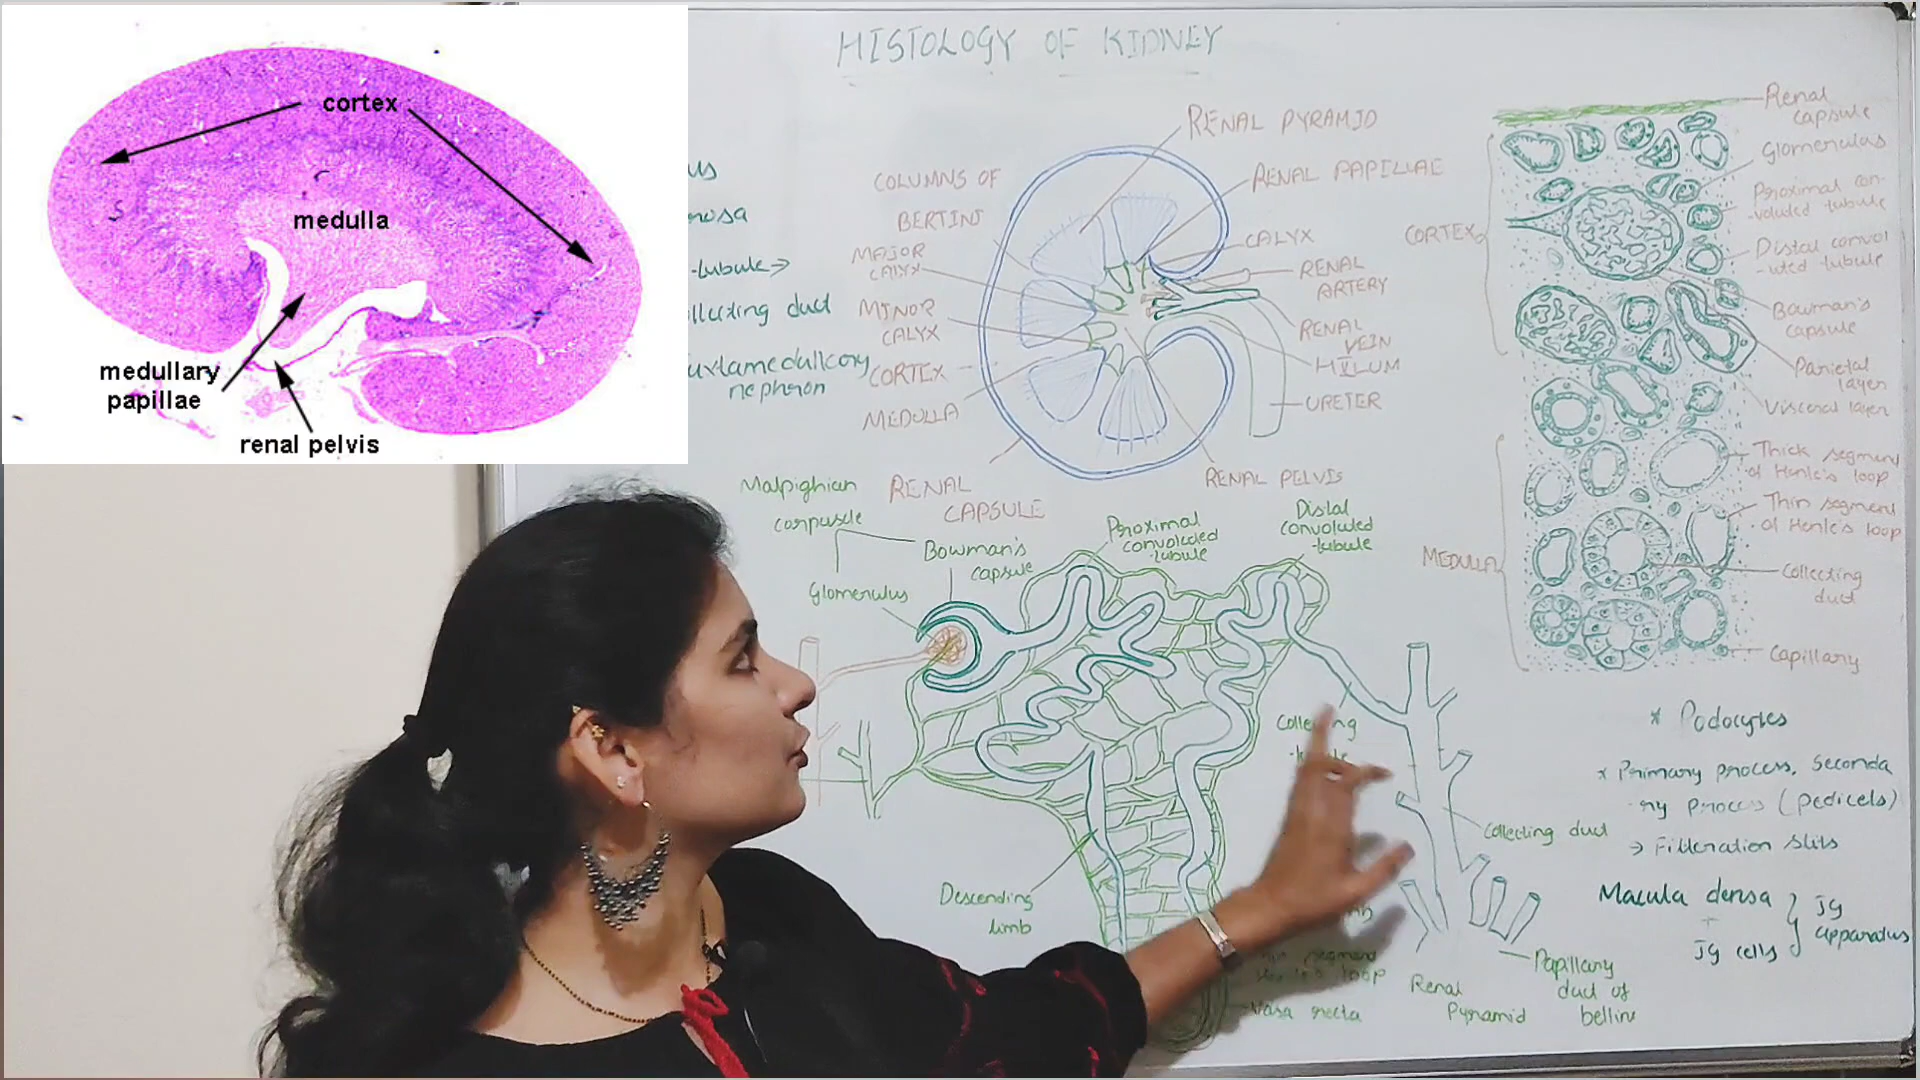 cortex
medulla
medullary
papillae
renal pelvis
HISTOLOGY OF KIDNEY
us
nosa
tubule→
llecting duct
uxtamedullary
nephron
RENAL PYRAMID
RENAL PAPILLAE
COLUMNS OF
BERTINI
CALYX
MAJOR
CALYX
RENAL
ARTERY
MINOR
CALYX
RENAL
VEIN
HILUM
CORTEX
URETER
MEDULLA
RENAL
CAPSULE
RENAL PELVIS
Renal
capsule
Glomerulus
Proximal con-
-voluted tubule
Distal convol
-uted tubule
CORTEX
Bowman's
capsule
Parietal
layer
Visceral layer
Thick segment
of Henle's loop
Thin segment
of Henle's loop
MEDULLA
Collecting
duct
Capillary
Malpighian
corpuscle
Bowman's
capsule
Glomerulus
Proximal
convoluted
tubule
Distal
convoluted
tubule
Collecting duct
Descending
limb
segment
loop
Vasa recta
Renal
Pyramid
Papillary
duct of
bellini
* Podocytes
* Primary process, Seconda
-ry process (pedicels)
→ Filteration slits
Macula densa
+
JG cells
JG
apparatus